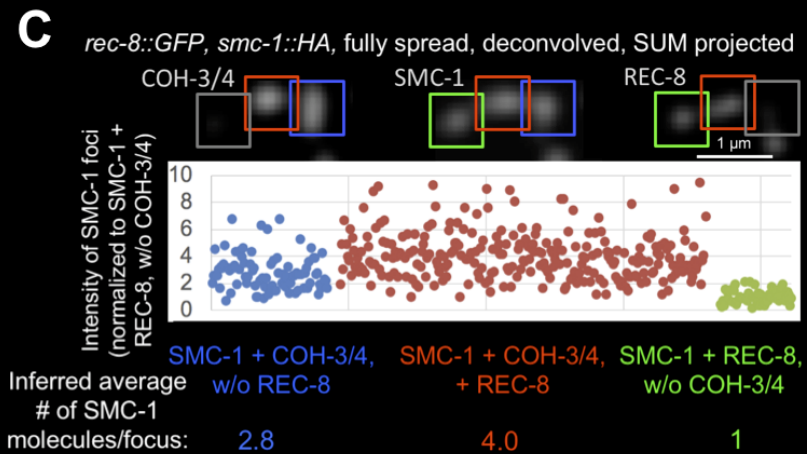 C
rec-8::GFP, smc-1::HA, fully spread, deconvolved, SUM projected
COH-3/4
SMC-1
REC-8
1 µm
Intensity of SMC-1 foci
(normalized to SMC-1 +
REC-8, w/o COH-3/4)
10
8
6
4
2
0
SMC-1 + COH-3/4,
w/o REC-8
SMC-1 + COH-3/4,
+ REC-8
SMC-1 + REC-8,
w/o COH-3/4
Inferred average
# of SMC-1
molecules/focus:
2.8
4.0
1